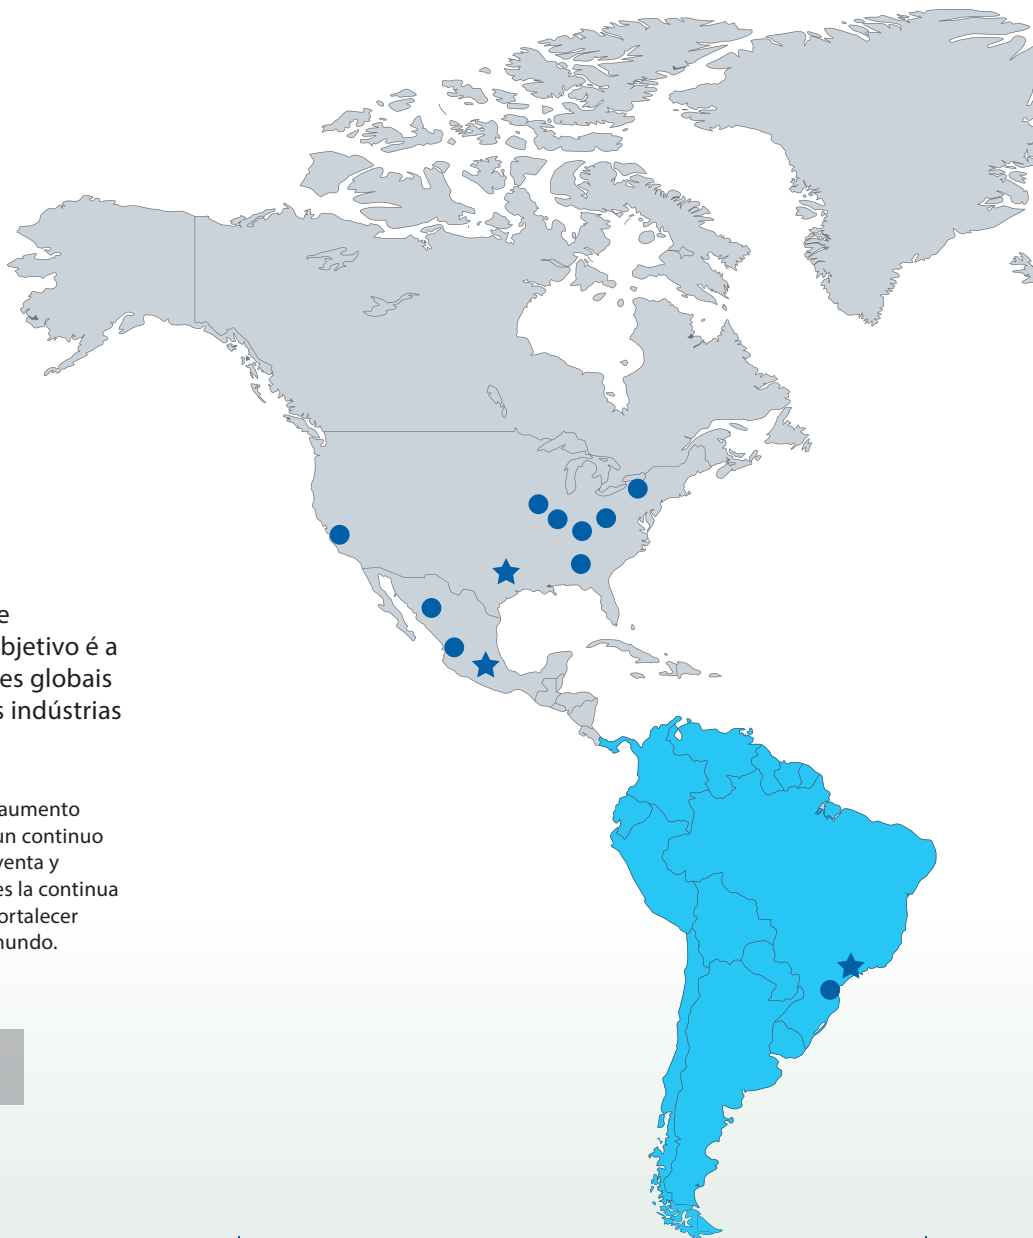 e
bjetivo é a
es globais
s indústrias
aumento
un continuo
venta y
es la continua
ortalecer
nundo.